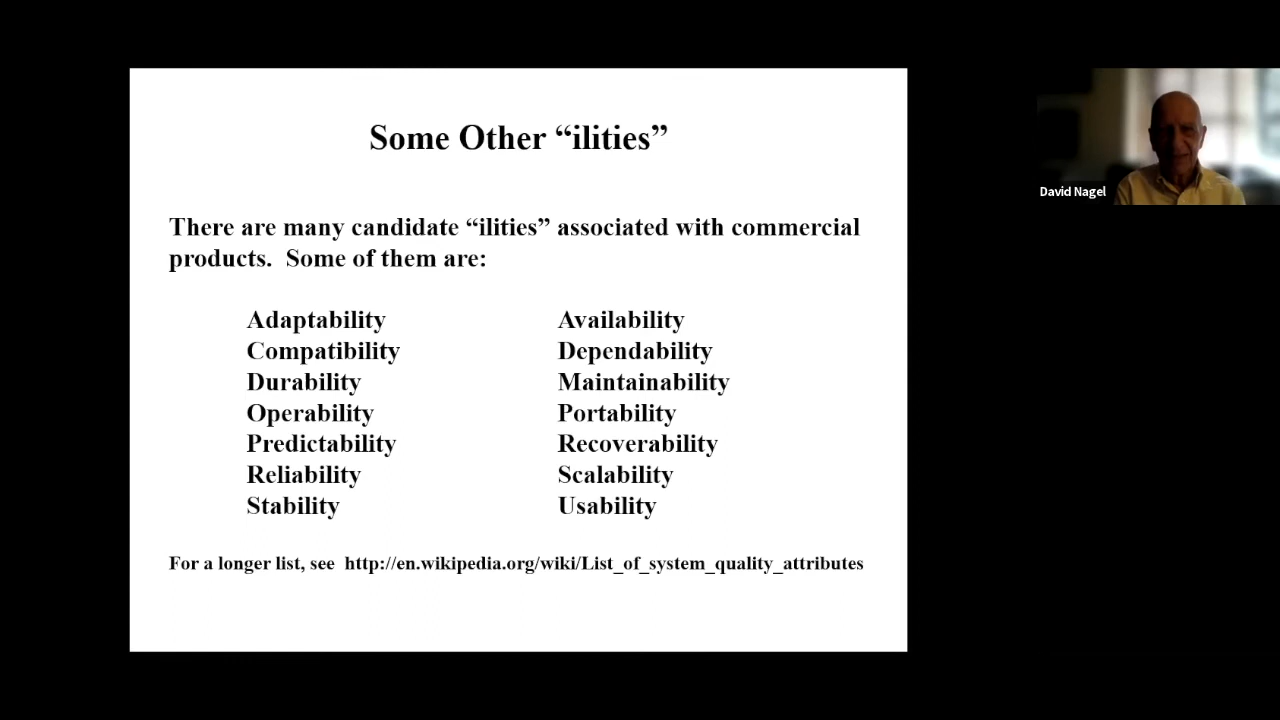 Some Other “ilities”
There are many candidate “ilities” associated with commercial
products.  Some of them are:
Adaptability
Compatibility
Durability
Operability
Predictability
Reliability
Stability
Availability
Dependability
Maintainability
Portability
Recoverability
Scalability
Usability
For a longer list, see  http://en.wikipedia.org/wiki/List_of_system_quality_attributes
David Nagel